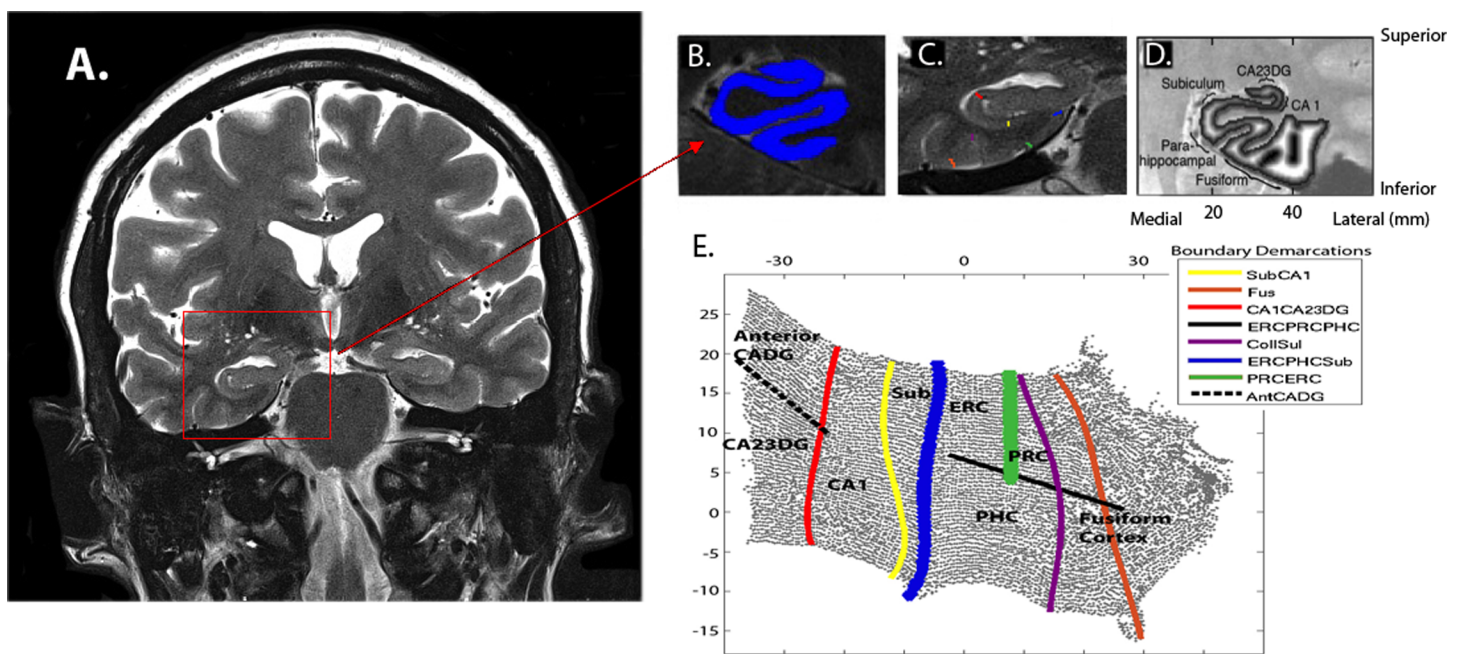 A.
B.
C.
D.
Superior
CA23DG
Subiculum
CA 1
Para-
hippocampal
Fusiform
Inferior
Medial 20 40 Lateral (mm)
E.
Boundary Demarcations
SubCA1
Fus
CA1CA23DG
ERCPRCPHC
CollSul
ERCPHCSub
PRCERC
AntCADG
-30 0 30
25
20
15
10
5
0
-5
-10
-15
Anterior
CADG
Sub
ERC
CA23DG
CA1
PRC
PHC
Fusiform
Cortex